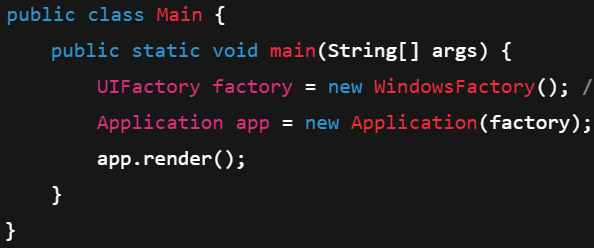 public class Main {
    public static void main(String[] args) {
        UIFactory factory = new WindowsFactory(); /
        Application app = new Application(factory);
        app.render();
    }
}